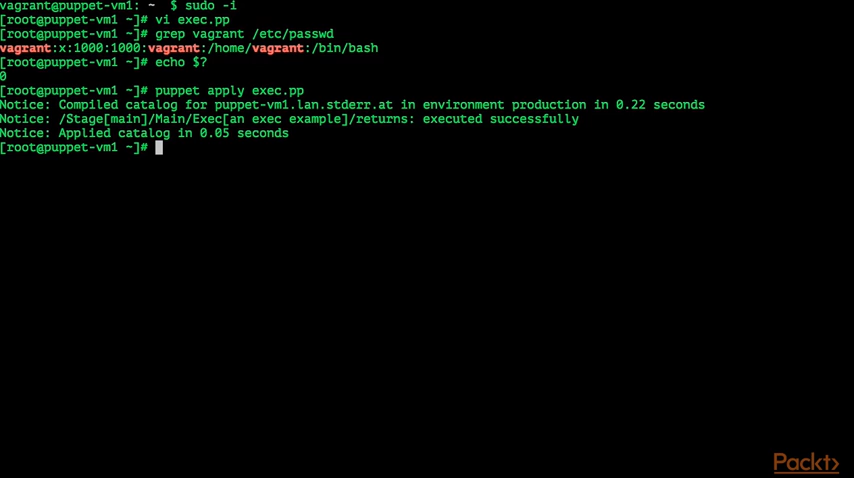 vagrant@puppet-vm1: ~  $ sudo -i
[root@puppet-vm1 ~]# vi exec.pp
[root@puppet-vm1 ~]# grep vagrant /etc/passwd
vagrant:x:1000:1000:vagrant:/home/vagrant:/bin/bash
[root@puppet-vm1 ~]# echo $?
0
[root@puppet-vm1 ~]# puppet apply exec.pp
Notice: Compiled catalog for puppet-vm1.lan.stderr.at in environment production in 0.22 seconds
Notice: /Stage[main]/Main/Exec[an exec example]/returns: executed successfully
Notice: Applied catalog in 0.05 seconds
[root@puppet-vm1 ~]#
Packt>